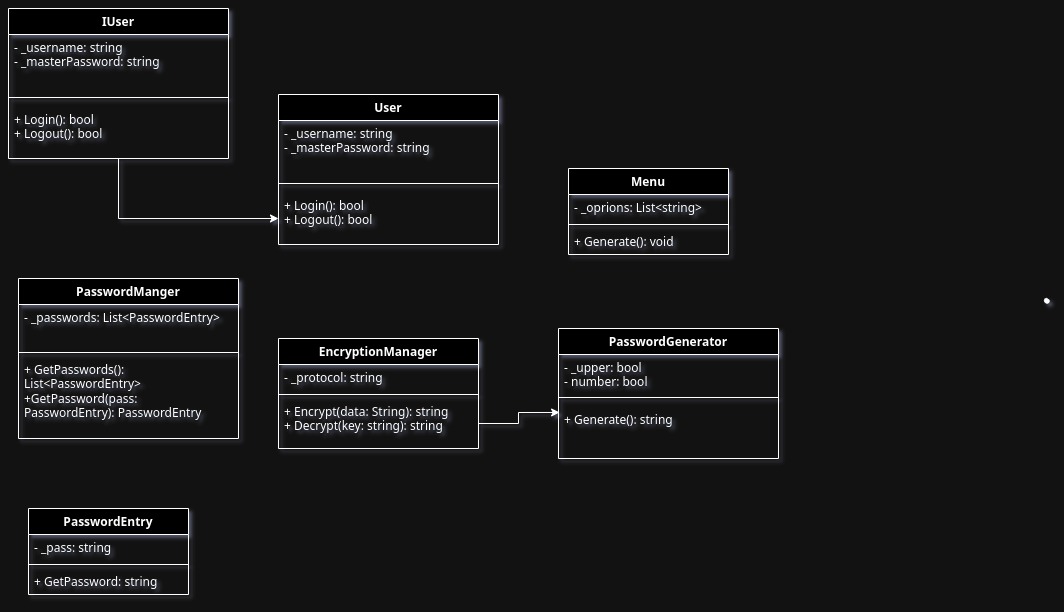 IUser
- _username: string
- _masterPassword: string
+ Login(): bool
+ Logout(): bool
User
- _username: string
- _masterPassword: string
+ Login(): bool
+ Logout(): bool
Menu
- _oprions: List<string>
+ Generate(): void
PasswordManger
- _passwords: List<PasswordEntry>
+ GetPasswords():
List<PasswordEntry>
+GetPassword(pass:
PasswordEntry): PasswordEntry
EncryptionManager
- _protocol: string
+ Encrypt(data: String): string
+ Decrypt(key: string): string
PasswordGenerator
- _upper: bool
- number: bool
+ Generate(): string
PasswordEntry
- _pass: string
+ GetPassword: string